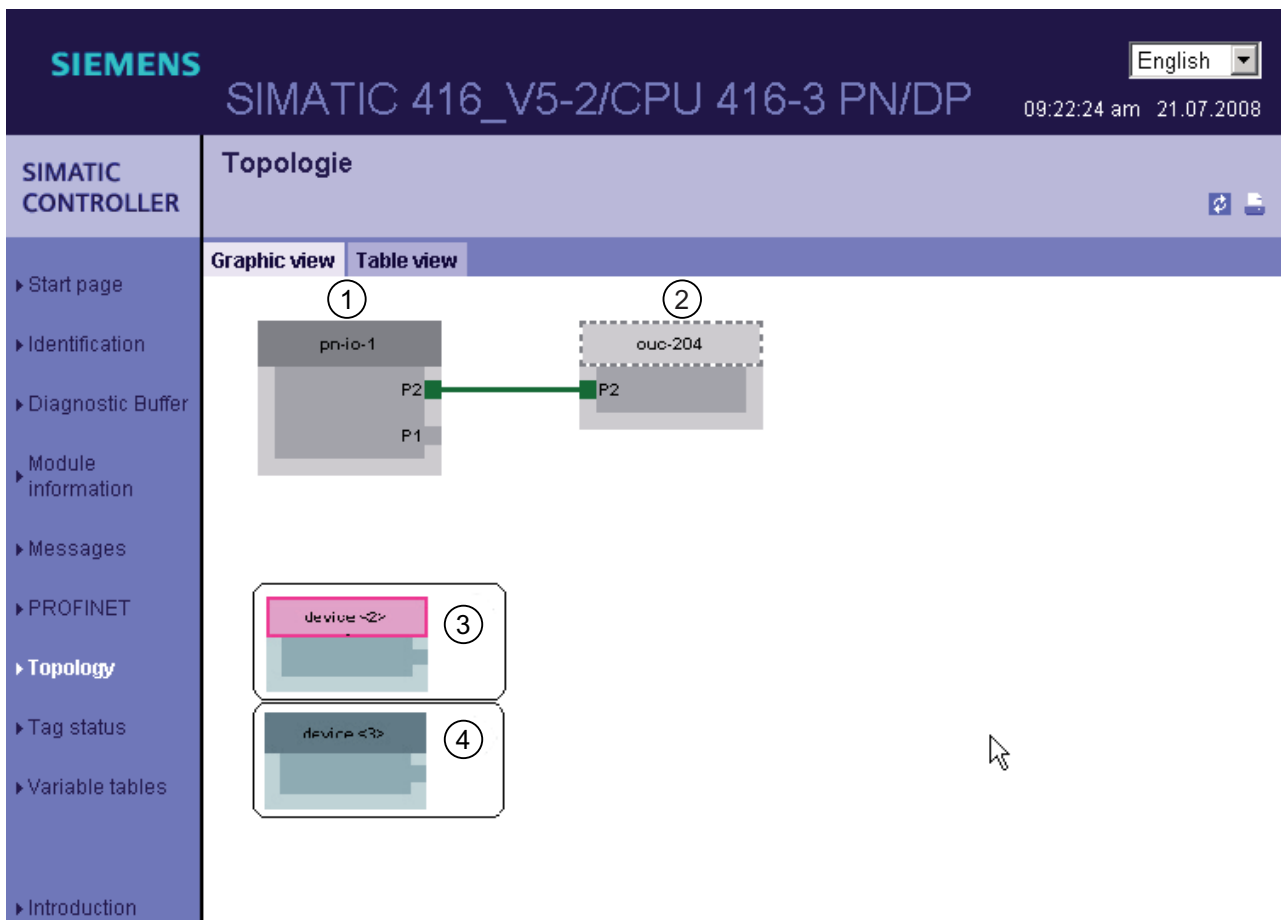 SIEMENS
English
SIMATIC 416_V5-2/CPU 416-3 PN/DP
09:22:24 am 21.07.2008
SIMATIC
CONTROLLER
Topologie
Graphic view Table view
Start page
Identification
Diagnostic Buffer
Module
information
Messages
PROFINET
Topology
Tag status
Variable tables
Introduction
1
2
pn-io-1
ouc-204
P2
P2
P1
device <2>
3
device <3>
4